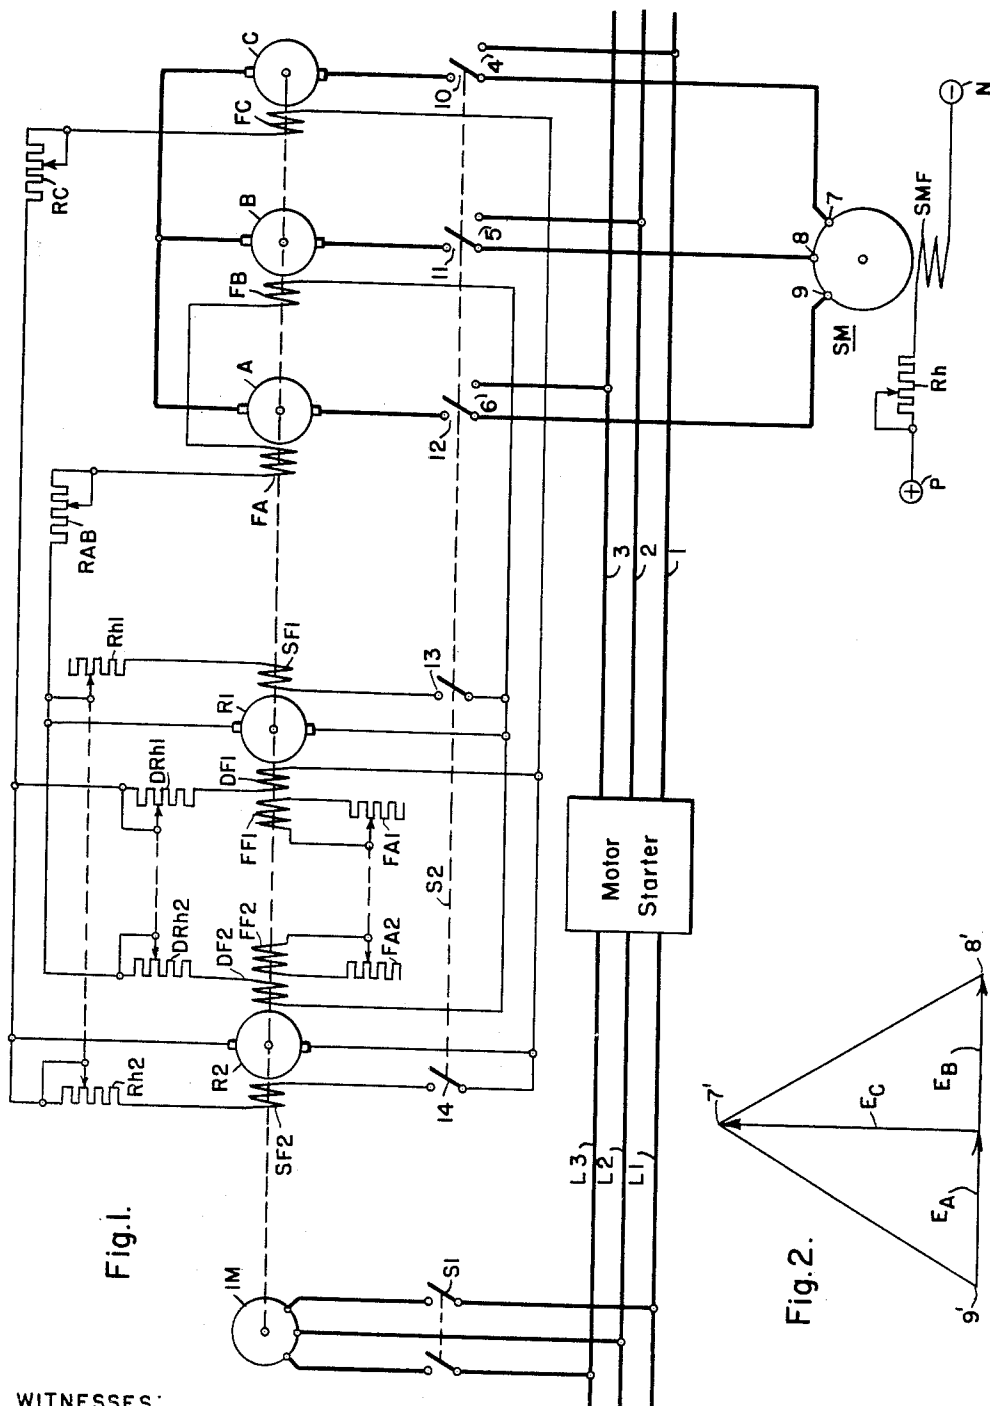 C
10
4'
FC
RC
B
11
5'
FB
A
12
6'
FA
RAB
7
8
9
SM
SMF
N
Rh
P
3
2
1
Rh1
SF1
13
R1
DRh1
DF1
FF1
FA1
S2
Motor
Starter
DRh2
DF2
FF2
FA2
R2
Rh2
14
SF2
L3
L2
L1
Fig.1.
IM
S1
7'
EC
EB
8'
EA
9'
Fig.2.
WITNESSES: